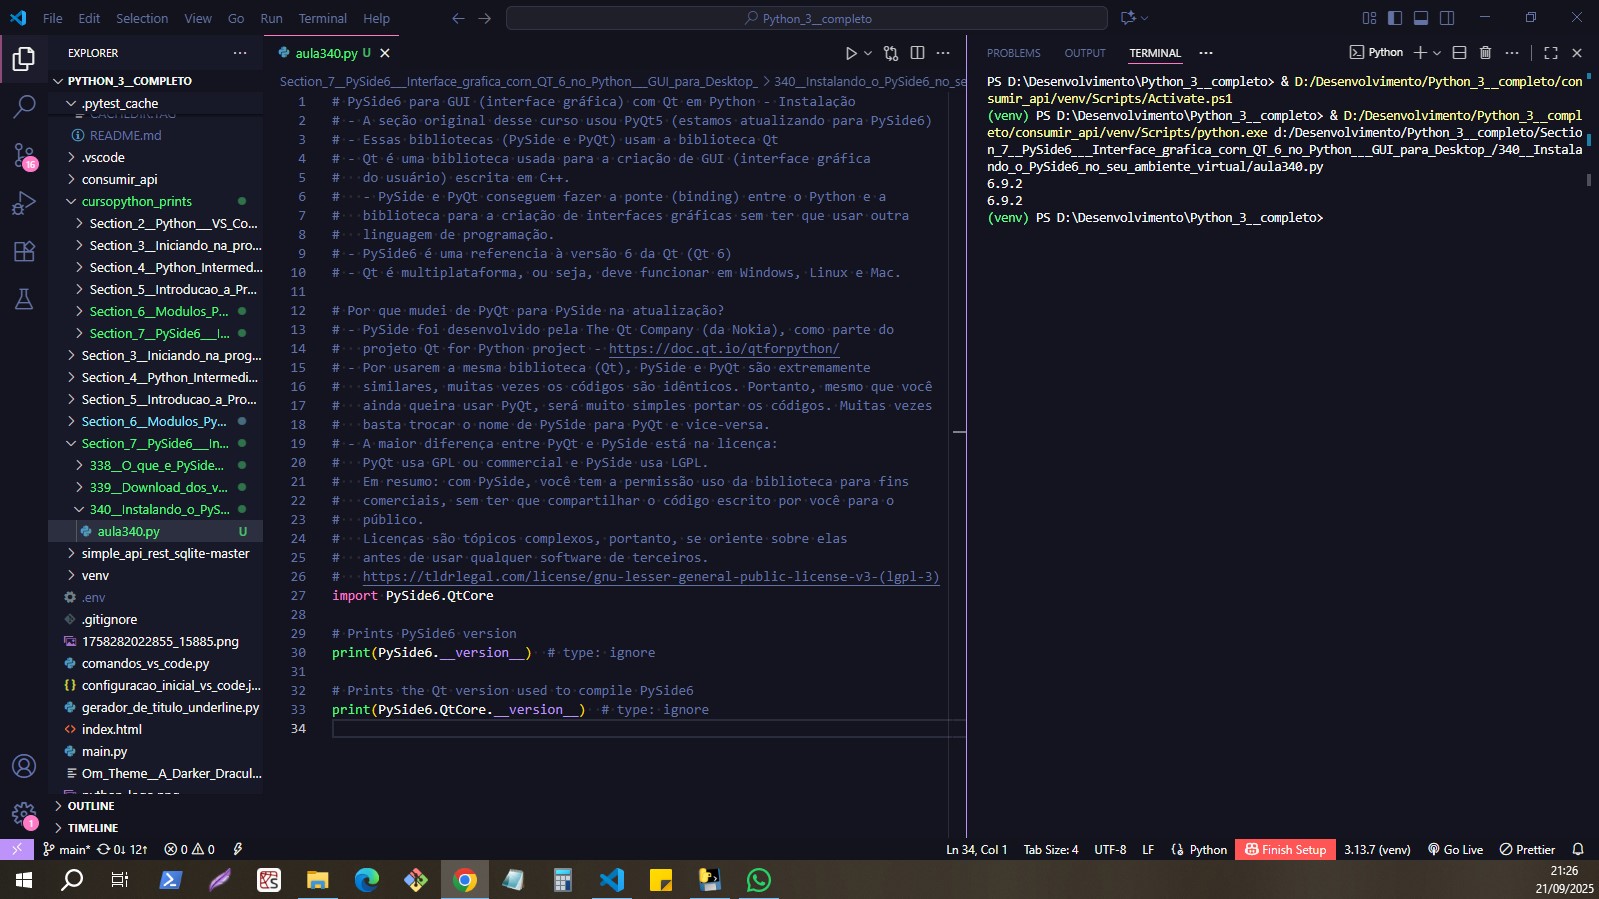 File Edit Selection View Go Run Terminal Help
Python_3__completo
EXPLORER
PYTHON_3__COMPLETO
.pytest_cache
CACHEDIR.TAG
README.md
.vscode
consumir_api
cursopython_prints
Section_2__Python___VS_Co...
Section_3__Iniciando_na_pro...
Section_4__Python_Intermed...
Section_5__Introducao_a_Pr...
Section_6__Modulos_P...
Section_7__PySide6___I...
Section_3__Iniciando_na_prog...
Section_4__Python_Intermedi...
Section_5__Introducao_a_Pro...
Section_6__Modulos_Py...
Section_7__PySide6___In...
338__O_que_e_PySide...
339__Download_dos_v...
340__Instalando_o_PyS...
aula340.py U
simple_api_rest_sqlite-master
venv
.env
.gitignore
1758282022855_15885.png
comandos_vs_code.py
configuracao_inicial_vs_code.j...
gerador_de_titulo_underline.py
index.html
main.py
Om_Theme__A_Darker_Dracul...
OUTLINE
TIMELINE
16
1
aula340.py U
Section_7__PySide6___Interface_grafica_corn_QT_6_no_Python___GUI_para_Desktop_ > 340__Instalando_o_PySide6_no_se
1 # PySide6 para GUI (interface gráfica) com Qt em Python - Instalação
2 # - A seção original desse curso usou PyQt5 (estamos atualizando para PySide6)
3 # - Essas bibliotecas (PySide e PyQt) usam a biblioteca Qt
4 # - Qt é uma biblioteca usada para a criação de GUI (interface gráfica
5 # do usuário) escrita em C++.
6 # - PySide e PyQt conseguem fazer a ponte (binding) entre o Python e a
7 # biblioteca para a criação de interfaces gráficas sem ter que usar outra
8 # linguagem de programação.
9 # - PySide6 é uma referencia à versão 6 da Qt (Qt 6)
10 # - Qt é multiplataforma, ou seja, deve funcionar em Windows, Linux e Mac.
11
12 # Por que mudei de PyQt para PySide na atualização?
13 # - PySide foi desenvolvido pela The Qt Company (da Nokia), como parte do
14 # projeto Qt for Python project - https://doc.qt.io/qtforpython/
15 # - Por usarem a mesma biblioteca (Qt), PySide e PyQt são extremamente
16 # similares, muitas vezes os códigos são idênticos. Portanto, mesmo que você
17 # ainda queira usar PyQt, será muito simples portar os códigos. Muitas vezes
18 # basta trocar o nome de PySide para PyQt e vice-versa.
19 # - A maior diferença entre PyQt e PySide está na licença:
20 # PyQt usa GPL ou commercial e PySide usa LGPL.
21 # Em resumo: com PySide, você tem a permissão uso da biblioteca para fins
22 # comerciais, sem ter que compartilhar o código escrito por você para o
23 # público.
24 # Licenças são tópicos complexos, portanto, se oriente sobre elas
25 # antes de usar qualquer software de terceiros.
26 # https://tldrlegal.com/license/gnu-lesser-general-public-license-v3-(lgpl-3)
27 import PySide6.QtCore
28
29 # Prints PySide6 version
30 print(PySide6.__version__) # type: ignore
31
32 # Prints the Qt version used to compile PySide6
33 print(PySide6.QtCore.__version__) # type: ignore
34
PROBLEMS OUTPUT TERMINAL
Python
PS D:\Desenvolvimento\Python_3__completo> & D:/Desenvolvimento/Python_3__completo/con
sumir_api/venv/Scripts/Activate.ps1
(venv) PS D:\Desenvolvimento\Python_3__completo> & D:/Desenvolvimento/Python_3__compl
eto/consumir_api/venv/Scripts/python.exe d:/Desenvolvimento/Python_3__completo/Sectio
n_7__PySide6___Interface_grafica_corn_QT_6_no_Python___GUI_para_Desktop_/340__Instala
ndo_o_PySide6_no_seu_ambiente_virtual/aula340.py
6.9.2
6.9.2
(venv) PS D:\Desenvolvimento\Python_3__completo>
main* 0↓ 12↑ 0 0
Ln 34, Col 1 Tab Size: 4 UTF-8 LF Python Finish Setup 3.13.7 (venv) Go Live Prettier
21:26
21/09/2025